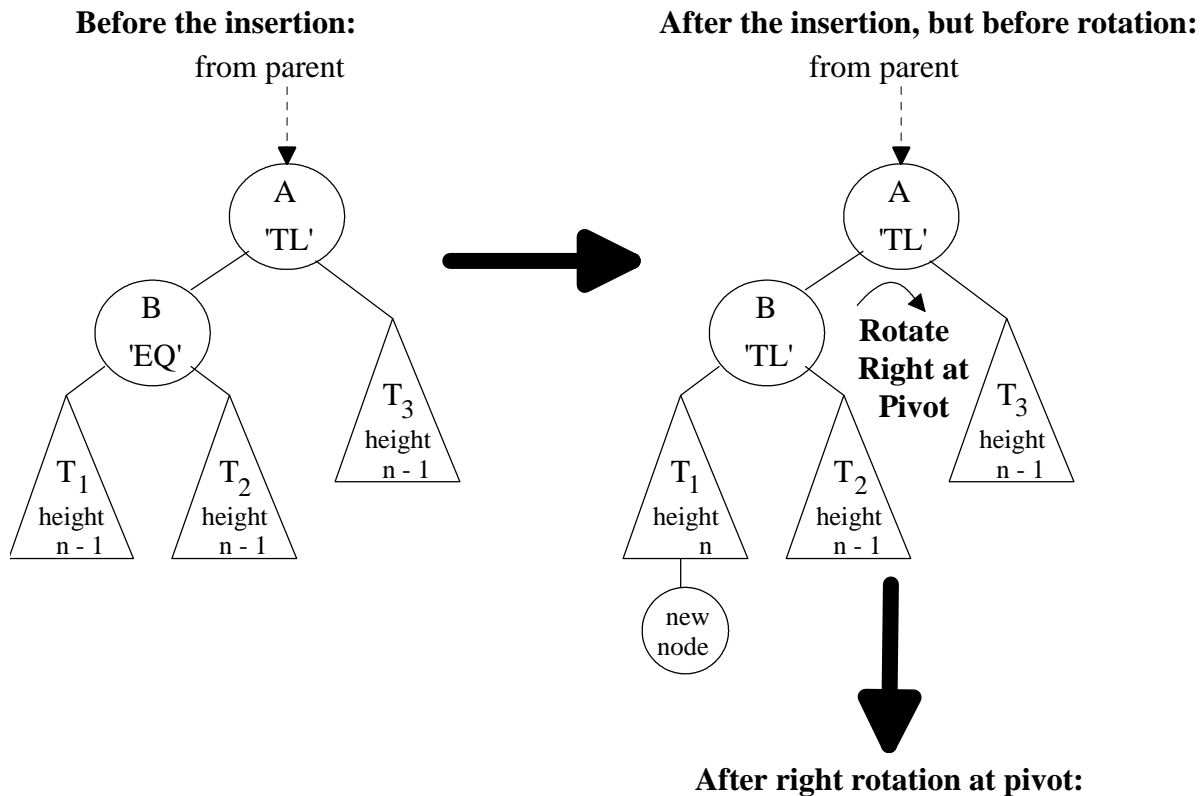 Before the insertion:
from parent
A
'TL'
B
'EQ'
T1
height
n - 1
T2
height
n - 1
T3
height
n - 1
After the insertion, but before rotation:
from parent
A
'TL'
B
'TL'
Rotate
Right at
Pivot
T1
height
n
T2
height
n - 1
T3
height
n - 1
new
node
After right rotation at pivot: